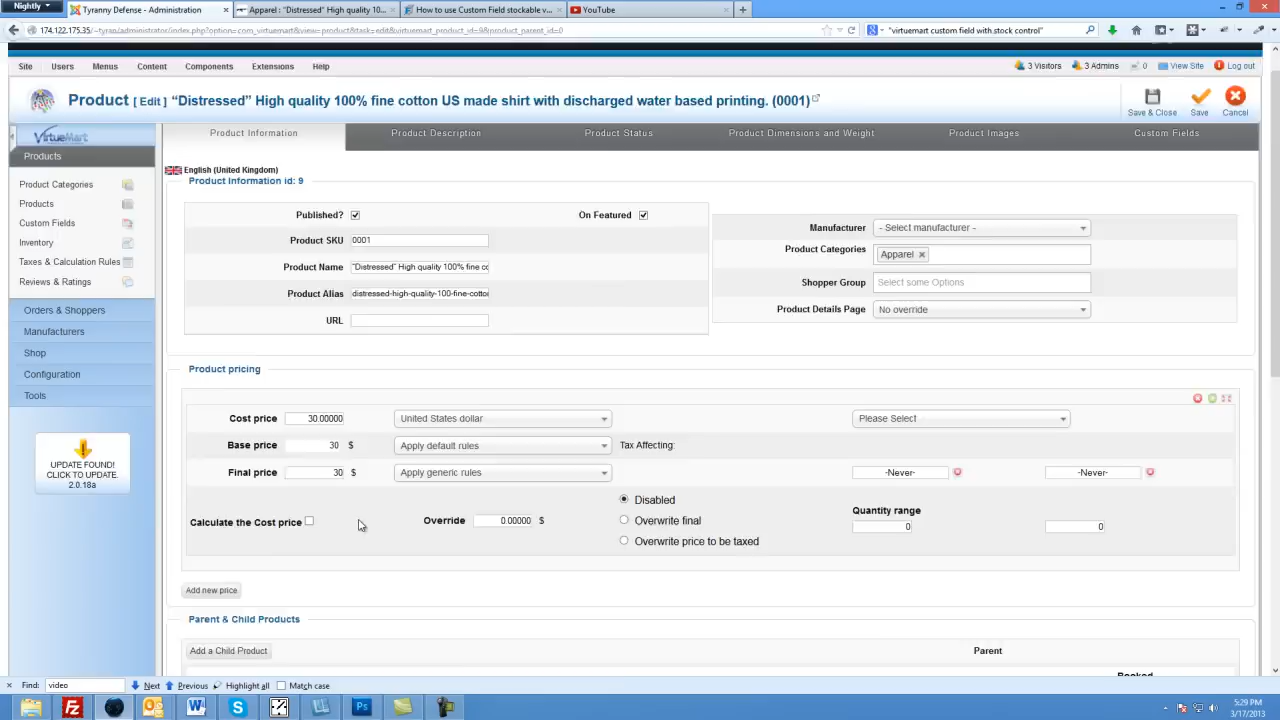 Nightly
Tyranny Defense - Administration
Apparel : "Distressed" High quality 100%...
How to use Custom Field stockable v...
YouTube
174.122.175.35/~tyran/administrator/index.php?option=com_virtuemart&view=product&task=edit&virtuemart_product_id=9&product_parent_id=0
"virtuemart custom field with stock control"
Site Users Menus Content Components Extensions Help
3 Visitors 3 Admins 0 View Site Log out
Product [ Edit ] “Distressed” High quality 100% fine cotton US made shirt with discharged water based printing. (0001)
Save & Close Save Cancel
VirtueMart
Product Information Product Description Product Status Product Dimensions and Weight Product Images Custom Fields
Products
Product Categories
Products
Custom Fields
Inventory
Taxes & Calculation Rules
Reviews & Ratings
Orders & Shoppers
Manufacturers
Shop
Configuration
Tools
UPDATE FOUND!
CLICK TO UPDATE.
2.0.18a
English (United Kingdom)
Product Information id: 9
Published? On Featured
Product SKU 0001
Product Name "Distressed" High quality 100% fine cc
Product Alias distressed-high-quality-100-fine-cotto
URL
Manufacturer - Select manufacturer -
Product Categories Apparel
Shopper Group Select some Options
Product Details Page No override
Product pricing
Cost price 30.00000 United States dollar Please Select
Base price 30 $ Apply default rules Tax Affecting:
Final price 30 $ Apply generic rules -Never- -Never-
Disabled
Calculate the Cost price Override 0.00000 $ Overwrite final
Overwrite price to be taxed
Quantity range
0 0
Add new price
Parent & Child Products
Add a Child Product Parent
Booked
Find: video Next Previous Highlight all Match case
5:29 PM
3/17/2013